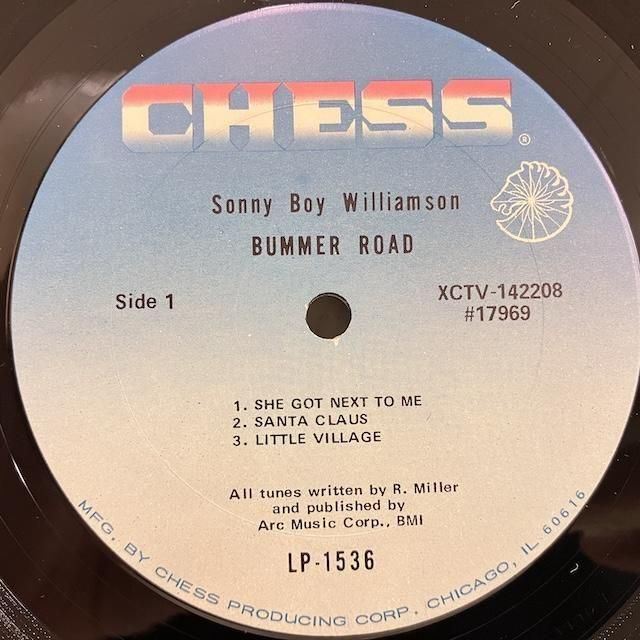 CHESS®
Sonny Boy Williamson
BUMMER ROAD
Side 1
XCTV-142208
#17969
1. SHE GOT NEXT TO ME
2. SANTA CLAUS
3. LITTLE VILLAGE
All tunes written by R. Miller
and published by
Arc Music Corp., BMI
LP-1536
MFG. BY CHESS PRODUCING CORP. CHICAGO, IL 60616